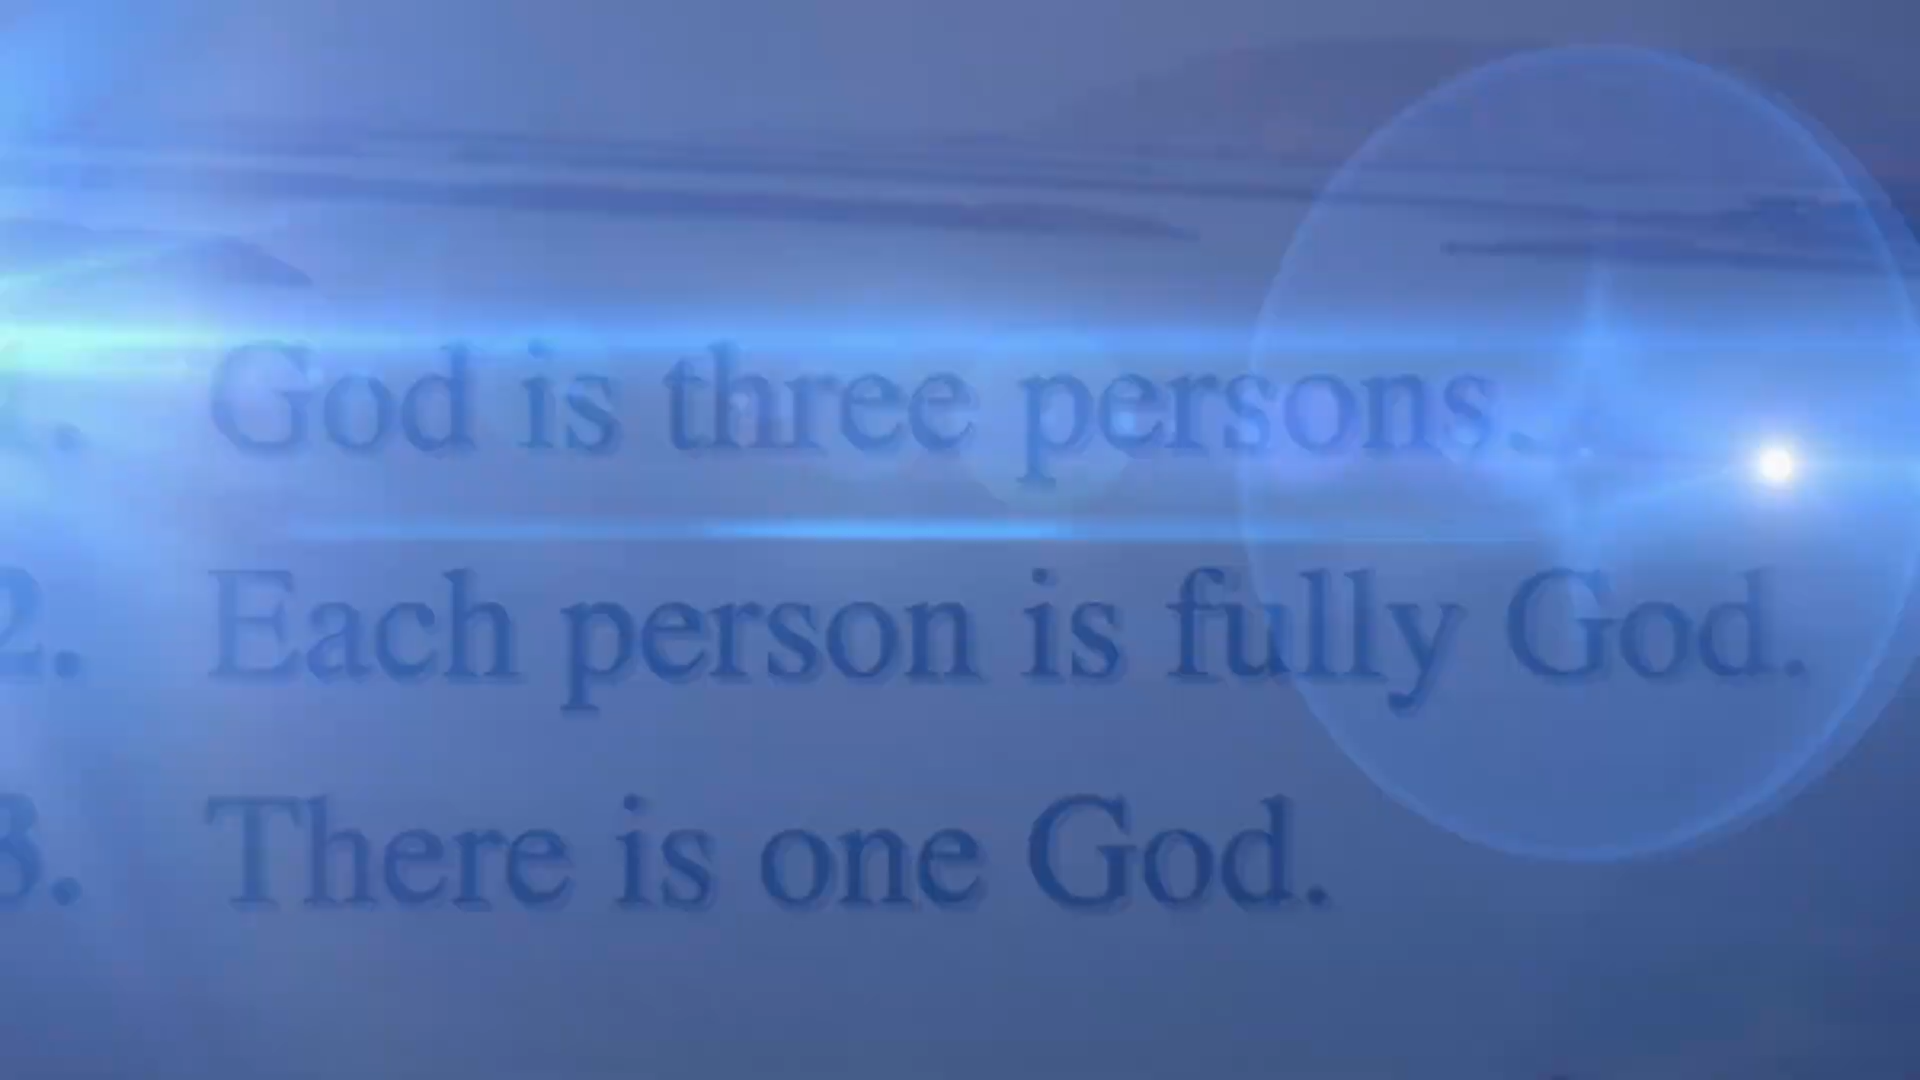 1. God is three persons.
2. Each person is fully God.
3. There is one God.